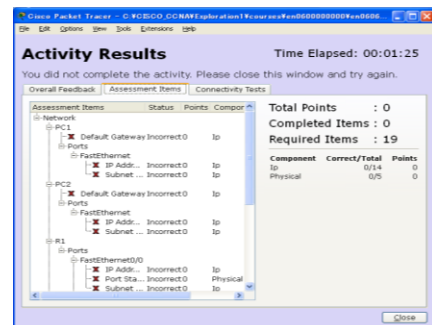 Cisco Packet Tracer - C:¥CISCO_CCNA¥Exploration1¥courses¥en0600000000¥en0606...
File Edit Options View Tools Extensions Help
Activity Results
Time Elapsed: 00:01:25
You did not complete the activity. Please close this window and try again.
Overall Feedback Assessment Items Connectivity Tests
Assessment Items Status Points Compor
Network
PC1
Default Gateway Incorrect 0 Ip
Ports
FastEthernet
IP Addr... Incorrect 0 Ip
Subnet ... Incorrect 0 Ip
PC2
Default Gateway Incorrect 0 Ip
Ports
FastEthernet
IP Addr... Incorrect 0 Ip
Subnet ... Incorrect 0 Ip
R1
Ports
FastEthernet0/0
IP Addr... Incorrect 0 Ip
Port Sta... Incorrect 0 Physical
Subnet ... Incorrect 0 Ip
Total Points : 0
Completed Items : 0
Required Items : 19
Component Correct/Total Points
Ip 0/14 0
Physical 0/5 0
Close